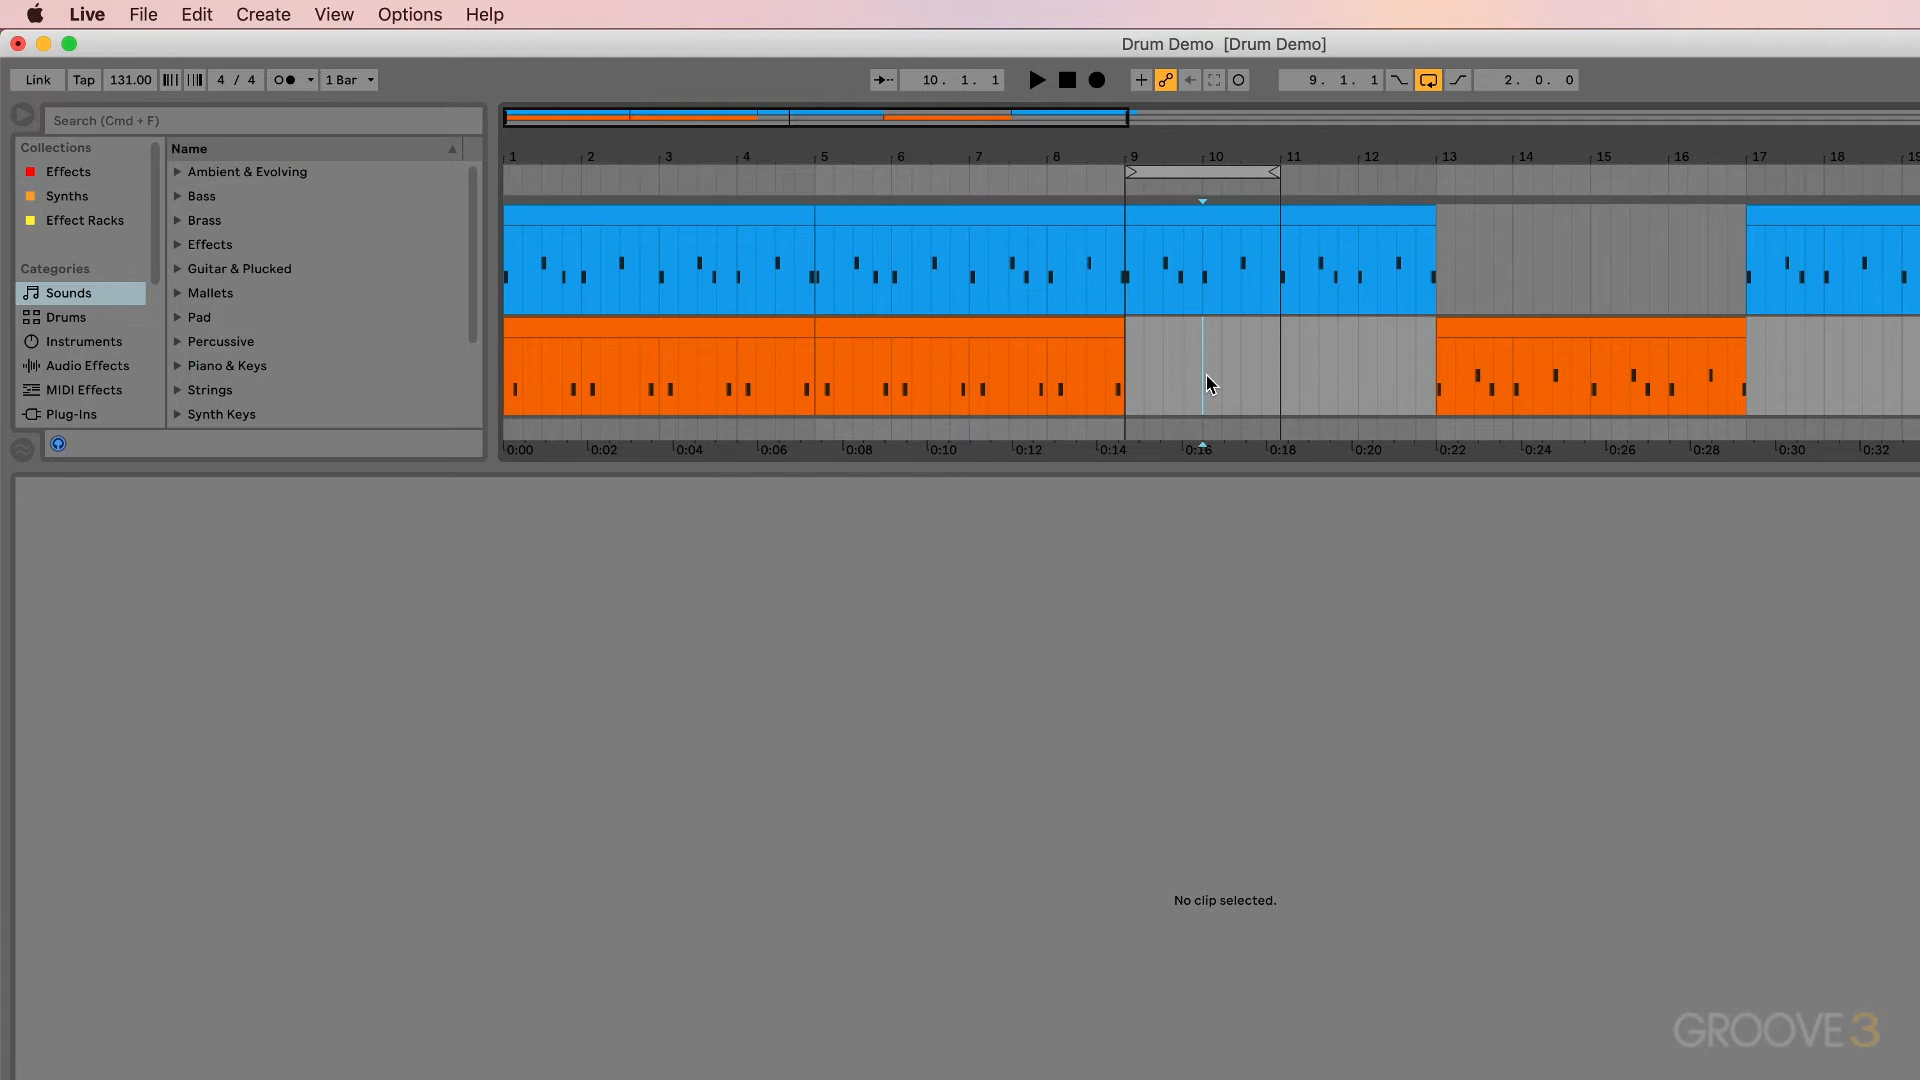 Live File Edit Create View Options Help
Drum Demo [Drum Demo]
Link Tap 131.00 4 / 4 1 Bar 10. 1. 1 9. 1. 1 2. 0. 0
Search (Cmd + F)
Collections
Effects
Synths
Effect Racks
Categories
Sounds
Drums
Instruments
Audio Effects
MIDI Effects
Plug-Ins
Name
Ambient & Evolving
Bass
Brass
Effects
Guitar & Plucked
Mallets
Pad
Percussive
Piano & Keys
Strings
Synth Keys
1 2 3 4 5 6 7 8 9 10 11 12 13 14 15 16 17 18 19
0:00 0:02 0:04 0:06 0:08 0:10 0:12 0:14 0:16 0:18 0:20 0:22 0:24 0:26 0:28 0:30 0:32
No clip selected.
GROOVE 3